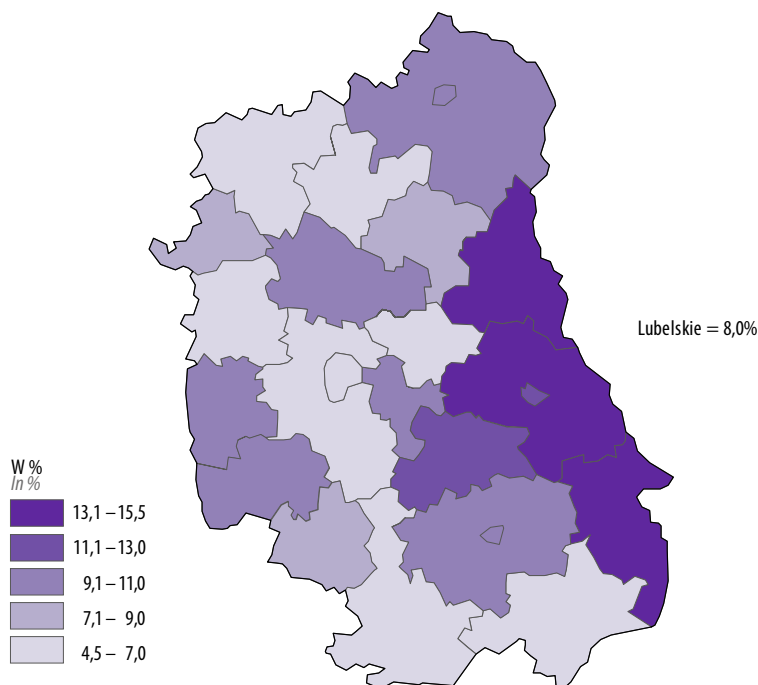 Lubelskie = 8,0%
W %
In %
13,1 – 15,5
11,1 – 13,0
9,1 – 11,0
7,1 – 9,0
4,5 – 7,0